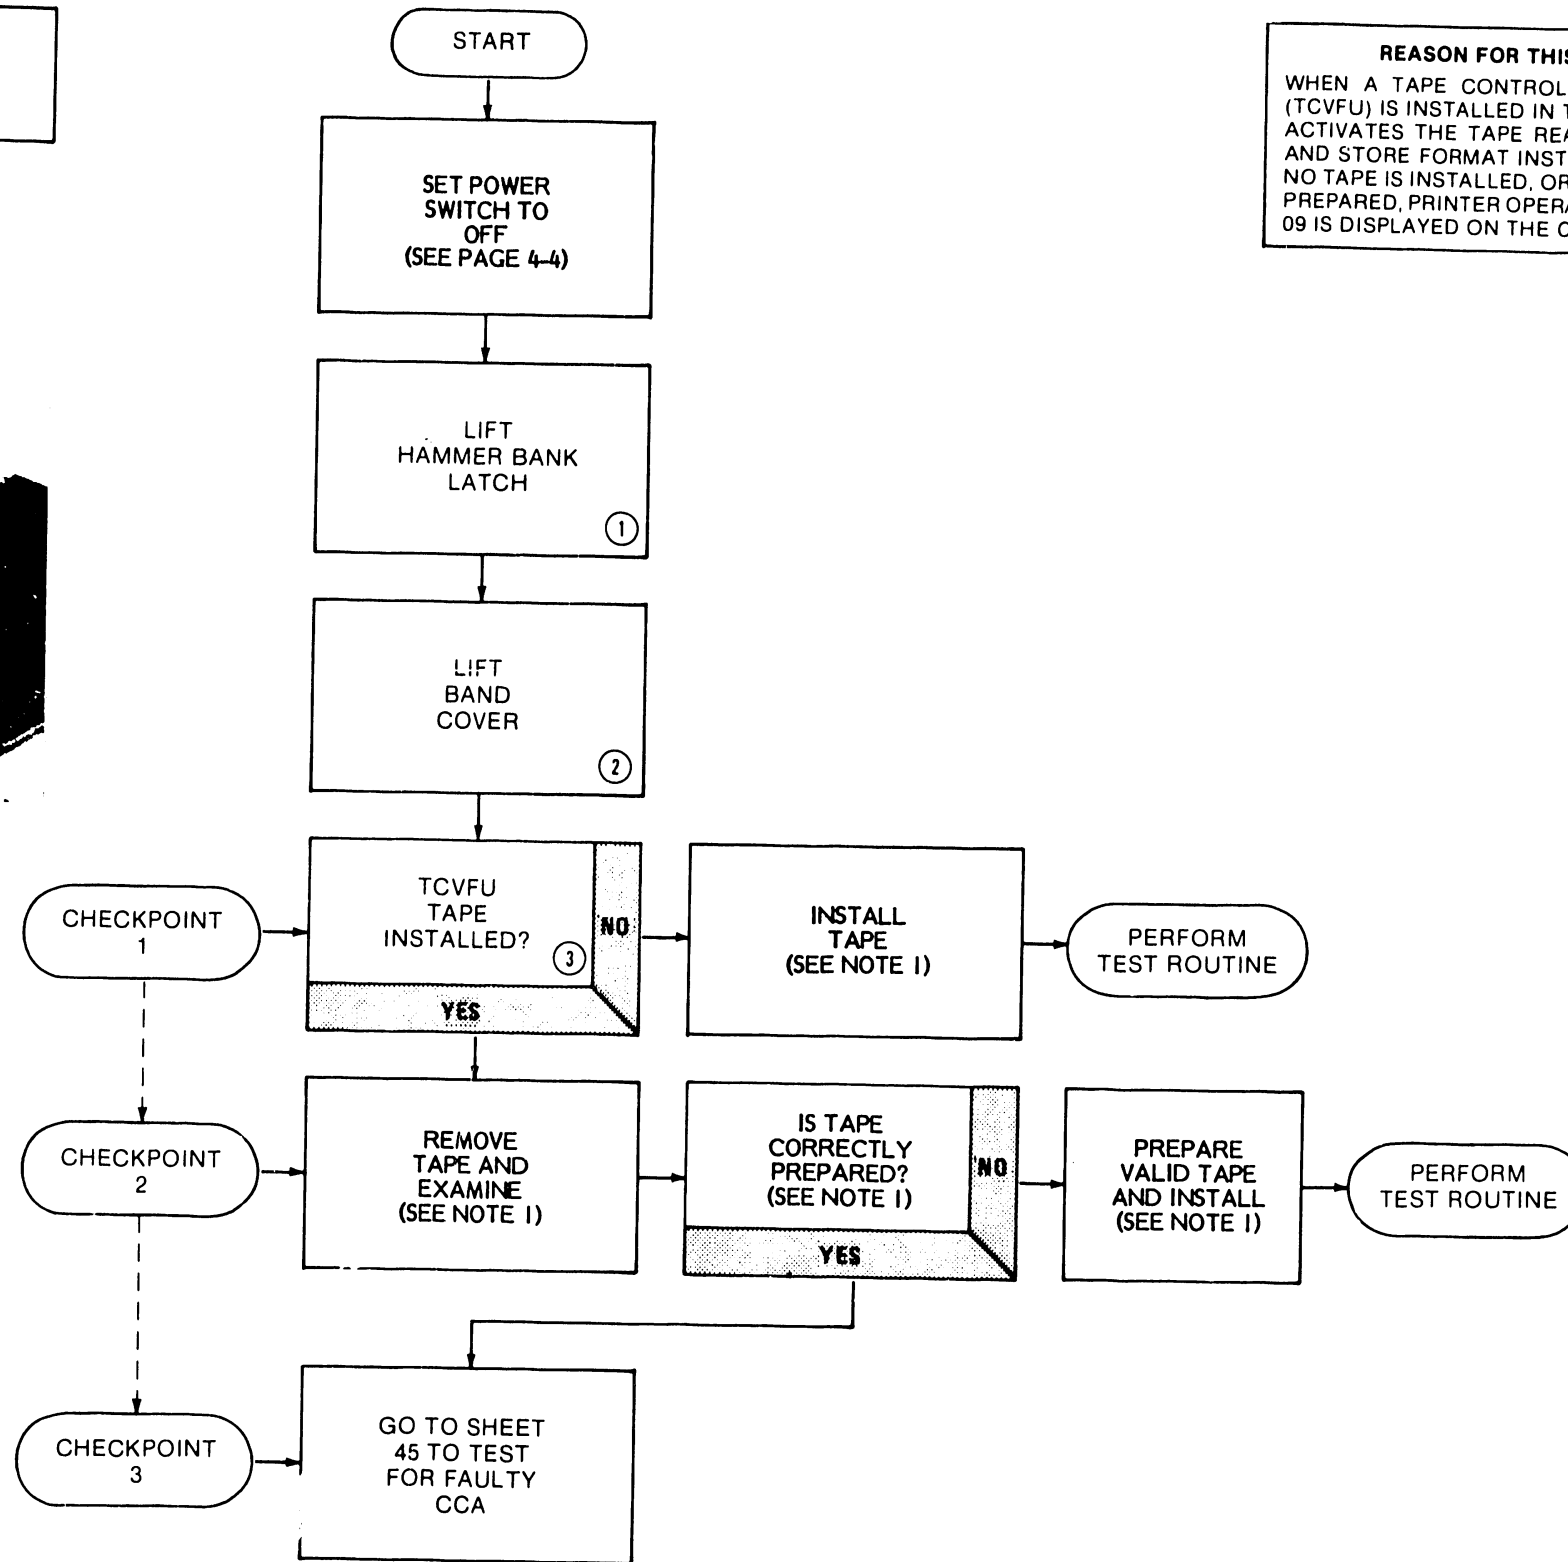 START
REASON FOR THIS
WHEN A TAPE CONTROL
(TCVFU) IS INSTALLED IN
ACTIVATES THE TAPE
AND STORE FORMAT
NO TAPE IS INSTALLED, OR
PREPARED, PRINTER
09 IS DISPLAYED ON THE
SET POWER
SWITCH TO
OFF
(SEE PAGE 4-4)
LIFT
HAMMER BANK
LATCH
1
LIFT
BAND
COVER
2
CHECKPOINT
1
TCVFU
TAPE
INSTALLED?
3
NO
YES
INSTALL
TAPE
(SEE NOTE 1)
PERFORM
TEST ROUTINE
CHECKPOINT
2
REMOVE
TAPE AND
EXAMINE
(SEE NOTE 1)
IS TAPE
CORRECTLY
PREPARED?
(SEE NOTE 1)
NO
YES
PREPARE
VALID TAPE
AND INSTALL
(SEE NOTE 1)
PERFORM
TEST ROUTINE
CHECKPOINT
3
GO TO SHEET
45 TO TEST
FOR FAULTY
CCA